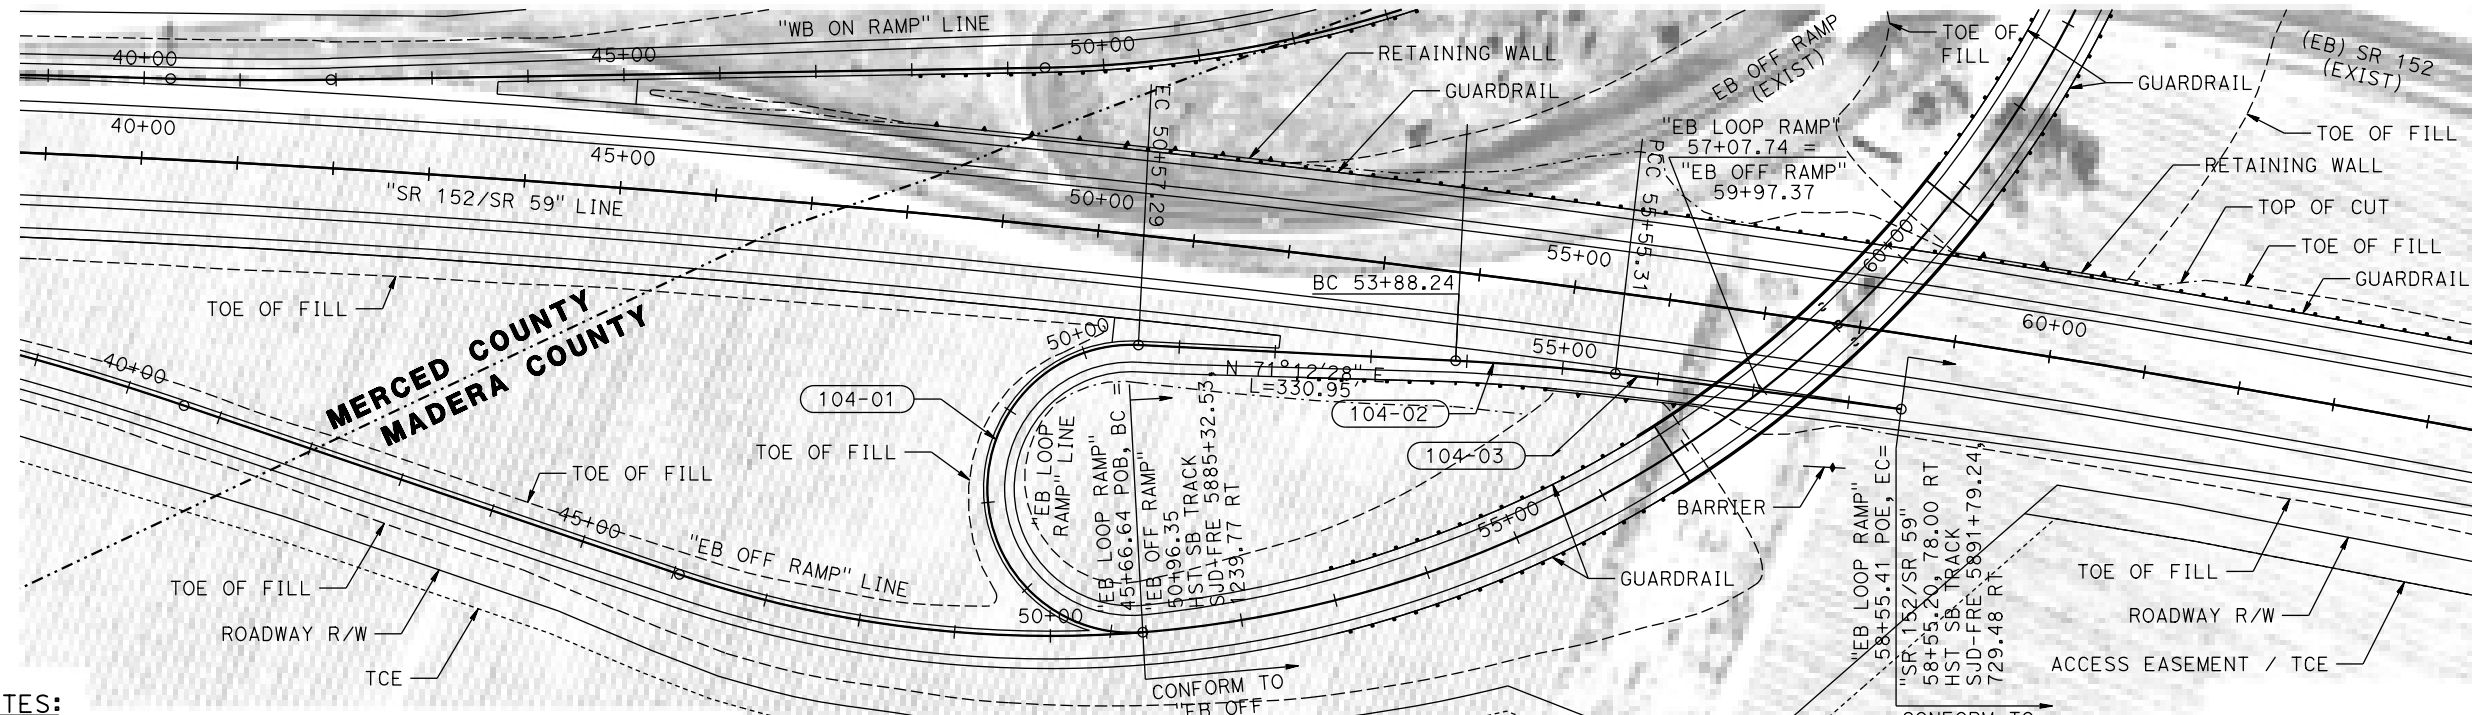 "WB ON RAMP" LINE
40+00
45+00
50+00
RETAINING WALL
GUARDRAIL
EB OFF RAMP
(EXIST)
TOE OF
FILL
GUARDRAIL
(EB) SR 152
(EXIST)
TOE OF FILL
RETAINING WALL
TOP OF CUT
TOE OF FILL
GUARDRAIL
40+00
45+00
"SR 152/SR 59" LINE
50+00
EC 50+57.29
"EB LOOP RAMP"
57+07.74 =
"EB OFF RAMP"
59+97.37
PCC 55+55.31
55+00
60+00
60+00
BC 53+88.24
TOE OF FILL
MERCED COUNTY
MADERA COUNTY
50+00
55+00
N 71°12'28" E
L=330.95'
40+00
104-01
104-02
104-03
TOE OF FILL
TOE OF FILL
"EB LOOP
RAMP" LINE
"EB LOOP RAMP"
45+66.64 POB, BC =
"EB OFF RAMP"
50+96.35
HST SB TRACK
SJD-FRE 5885+32.53,
1239.77 RT
45+00
"EB OFF RAMP" LINE
50+00
55+00
BARRIER
GUARDRAIL
"EB LOOP RAMP"
58+55.41 POE, EC=
"SR 152/SR 59"
58+55.20, 78.00 RT
HST SB TRACK
SJD-FRE 5891+79.24,
729.48 RT
TOE OF FILL
ROADWAY R/W
TCE
TOE OF FILL
ROADWAY R/W
ACCESS EASEMENT / TCE
CONFORM TO
"EB OFF
CONFORM TO
TES: